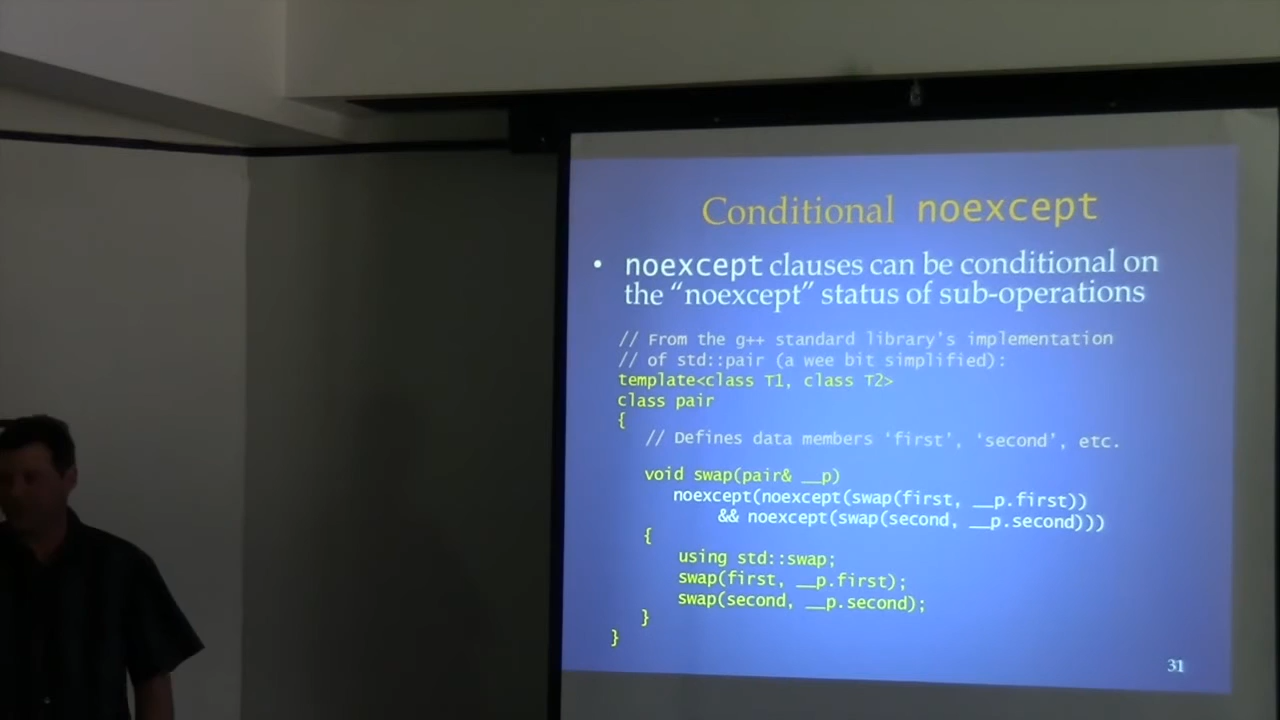 Conditional noexcept
• noexcept clauses can be conditional on
the “noexcept” status of sub-operations
// From the g++ standard library’s implementation
// of std::pair (a wee bit simplified):
template<class T1, class T2>
class pair
{
// Defines data members ‘first’, ‘second’, etc.
void swap(pair& __p)
noexcept(noexcept(swap(first, __p.first))
&& noexcept(swap(second, __p.second)))
{
using std::swap;
swap(first, __p.first);
swap(second, __p.second);
}
}
31